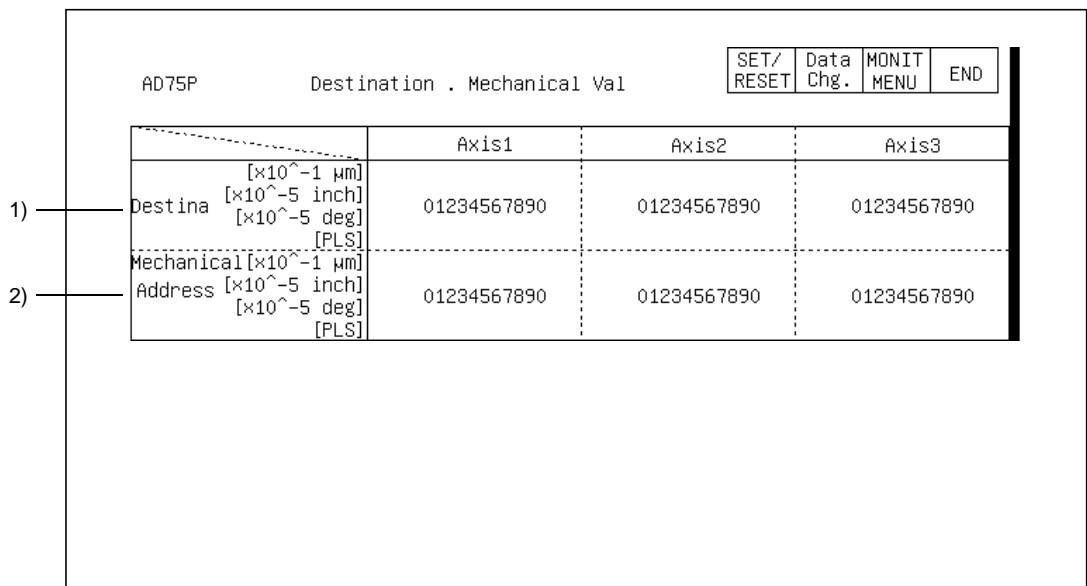 SET/ RESET Data Chg. MONIT MENU END
AD75P Destination . Mechanical Val
Axis1 Axis2 Axis3
1) Destina [×10^-1 μm]
[×10^-5 inch]
[×10^-5 deg]
[PLS]
01234567890 01234567890 01234567890
2) Mechanical [×10^-1 μm]
Address [×10^-5 inch]
[×10^-5 deg]
[PLS]
01234567890 01234567890 01234567890